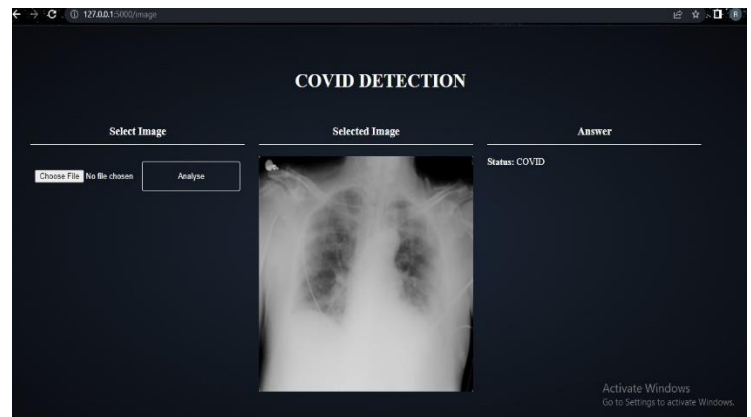 127.0.0.1:5000/image
COVID DETECTION
Select Image
Selected Image
Answer
Choose File No file chosen
Analyse
Status: COVID
Activate Windows
Go to Settings to activate Windows.